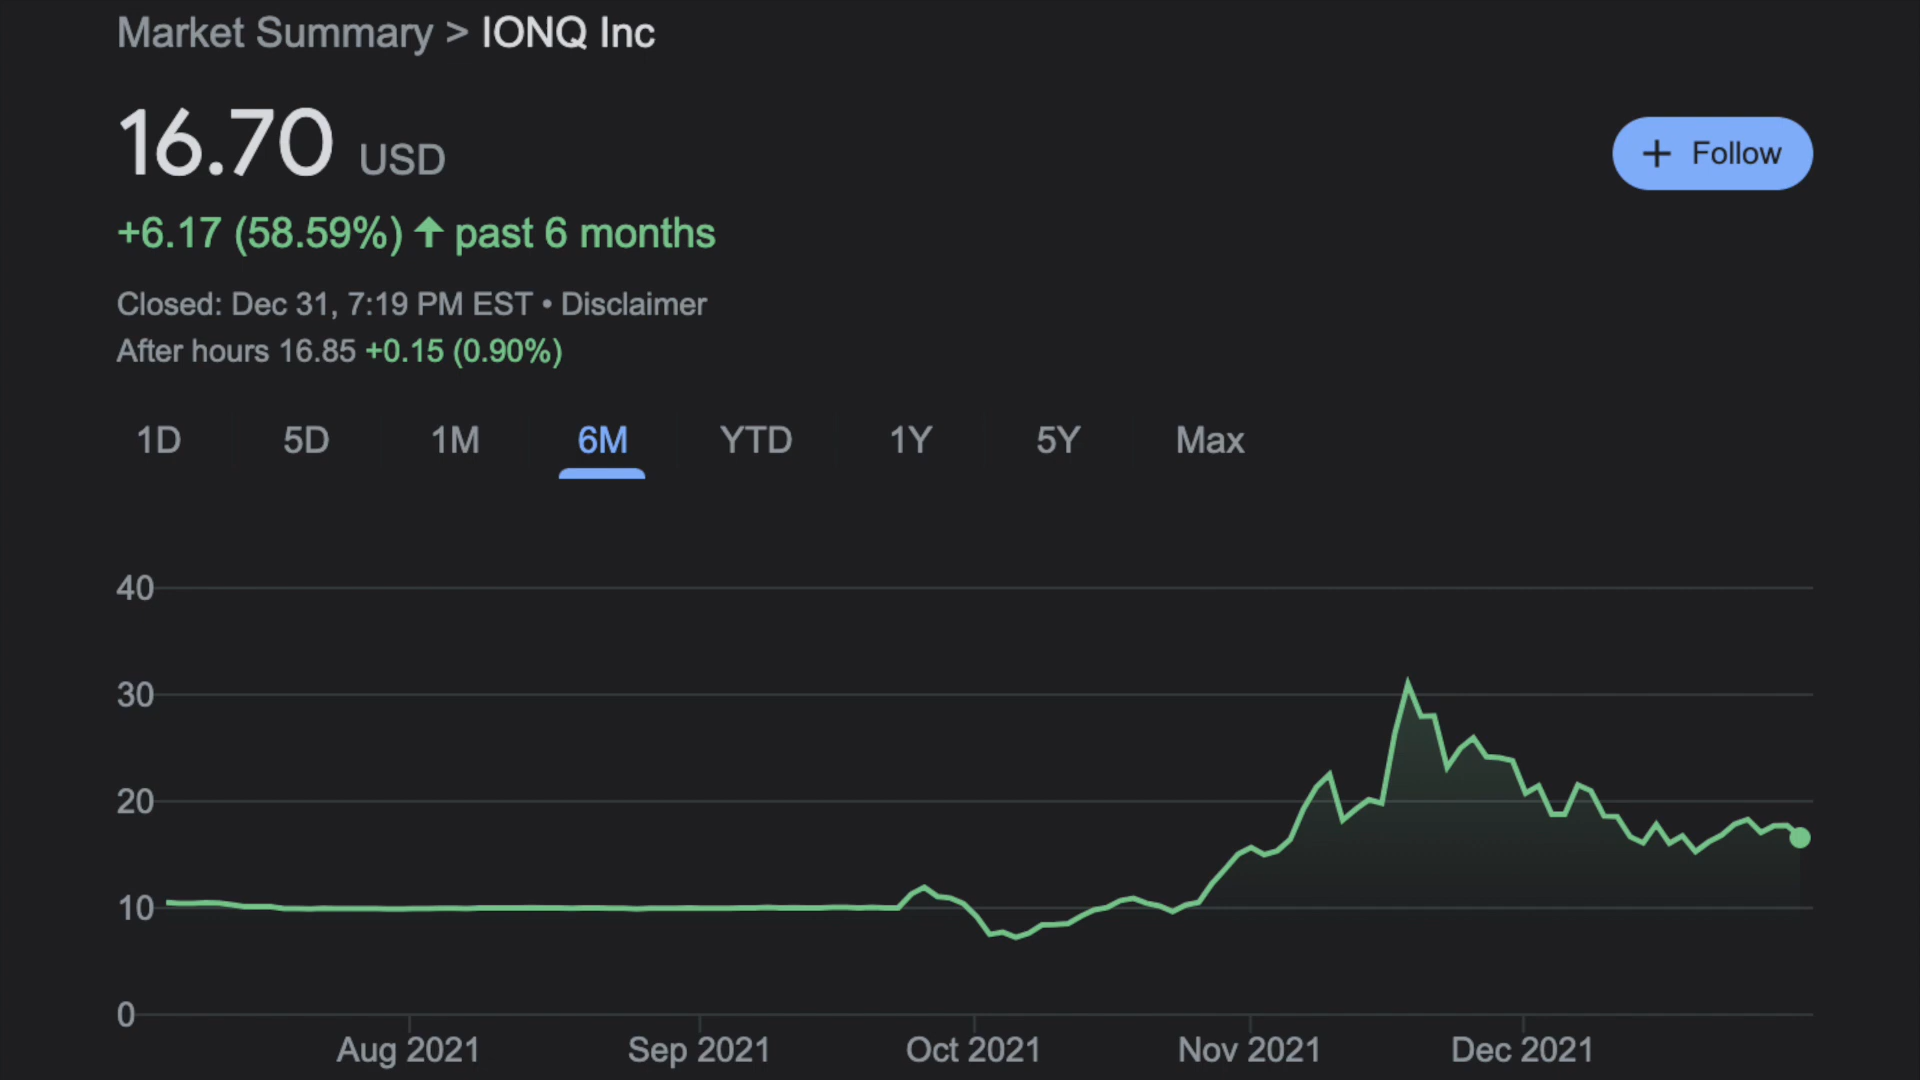 Market Summary > IONQ Inc
16.70 USD
+ Follow
+6.17 (58.59%) ↑ past 6 months
Closed: Dec 31, 7:19 PM EST • Disclaimer
After hours 16.85 +0.15 (0.90%)
1D 5D 1M 6M YTD 1Y 5Y Max
40
30
20
10
0
Aug 2021 Sep 2021 Oct 2021 Nov 2021 Dec 2021